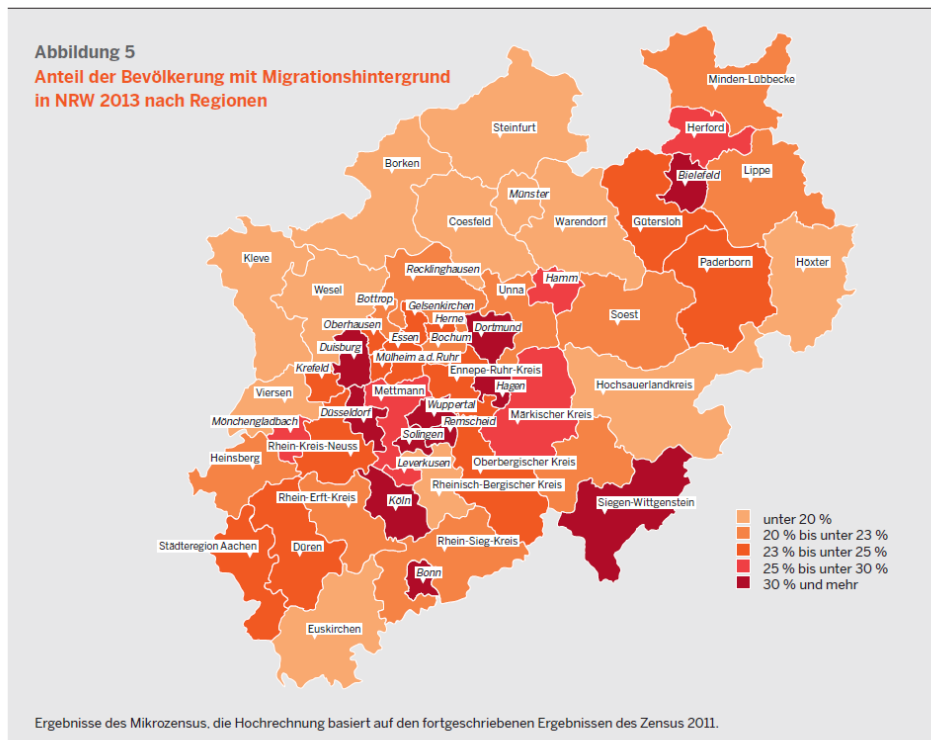 Abbildung 5
Anteil der Bevölkerung mit Migrationshintergrund
in NRW 2013 nach Regionen
Minden-Lübbecke
Steinfurt
Herford
Borken
Bielefeld
Lippe
Münster
Coesfeld
Warendorf
Gütersloh
Kleve
Paderborn
Höxter
Recklinghausen
Hamm
Wesel
Unna
Bottrop
Gelsenkirchen
Soest
Oberhausen
Herne
Dortmund
Duisburg
Essen
Bochum
Mülheim a.d. Ruhr
Krefeld
Ennepe-Ruhr-Kreis
Hagen
Hochsauerlandkreis
Viersen
Mettmann
Düsseldorf
Wuppertal
Märkischer Kreis
Mönchengladbach
Remscheid
Solingen
Rhein-Kreis-Neuss
Heinsberg
Leverkusen
Oberbergischer Kreis
Rheinisch-Bergischer Kreis
Rhein-Erft-Kreis
Köln
Siegen-Wittgenstein
Rhein-Sieg-Kreis
Städteregion Aachen
Düren
Bonn
Euskirchen
unter 20 %
20 % bis unter 23 %
23 % bis unter 25 %
25 % bis unter 30 %
30 % und mehr
Ergebnisse des Mikrozensus, die Hochrechnung basiert auf den fortgeschriebenen Ergebnissen des Zensus 2011.